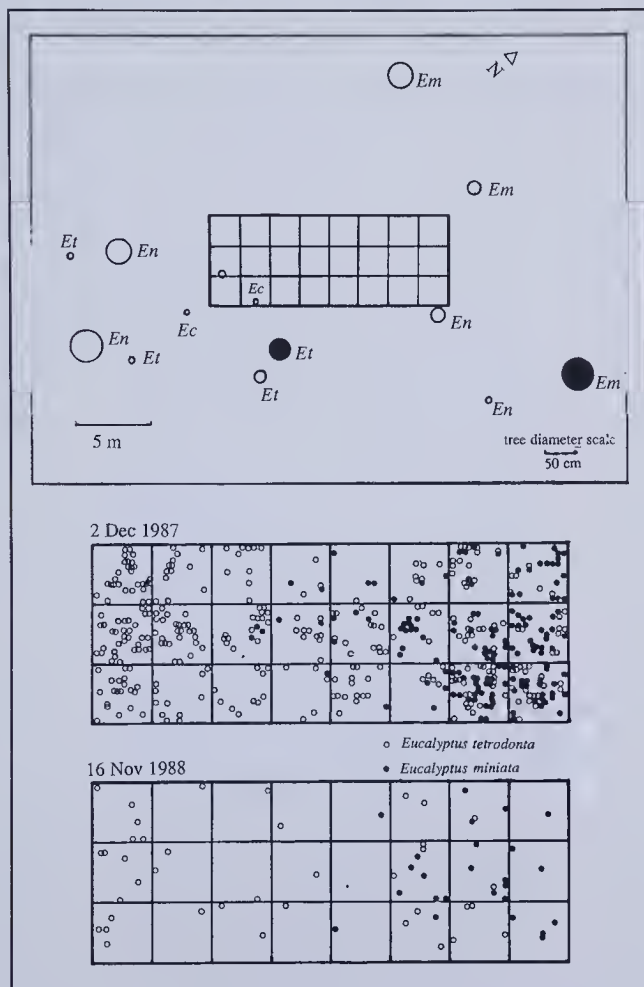 N
Em
Em
Et
En
Ec
Ec
En
En
Et
Et
Em
Et
En
5 m
tree diameter scale
50 cm
2 Dec 1987
Eucalyptus tetrodonta
Eucalyptus miniata
16 Nov 1988